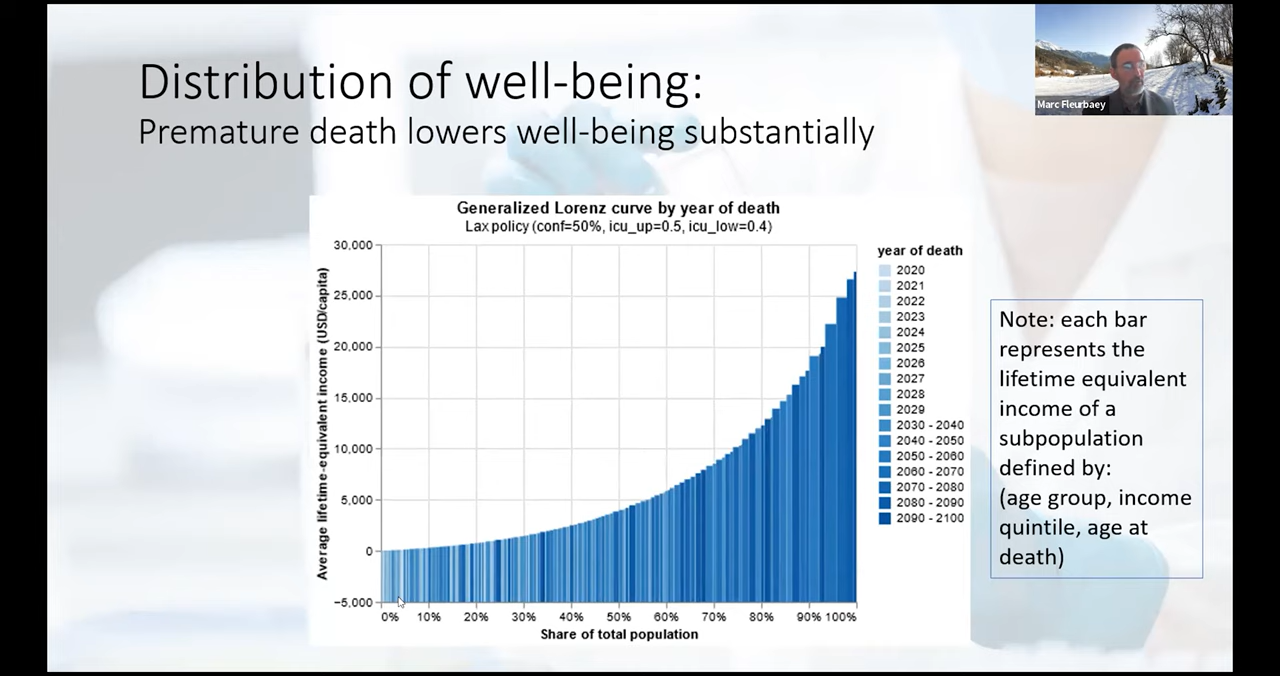 Distribution of well-being:
Premature death lowers well-being substantially
Marc Fleurbaey
Generalized Lorenz curve by year of death
Lax policy (conf=50%, icu_up=0.5, icu_low=0.4)
Average lifetime-equivalent income (USD/capita)
30,000
25,000
20,000
15,000
10,000
5,000
0
−5,000
0% 10% 20% 30% 40% 50% 60% 70% 80% 90% 100%
Share of total population
year of death
2020
2021
2022
2023
2024
2025
2026
2027
2028
2029
2030 - 2040
2040 - 2050
2050 - 2060
2060 - 2070
2070 - 2080
2080 - 2090
2090 - 2100
Note: each bar
represents the
lifetime equivalent
income of a
subpopulation
defined by:
(age group, income
quintile, age at
death)